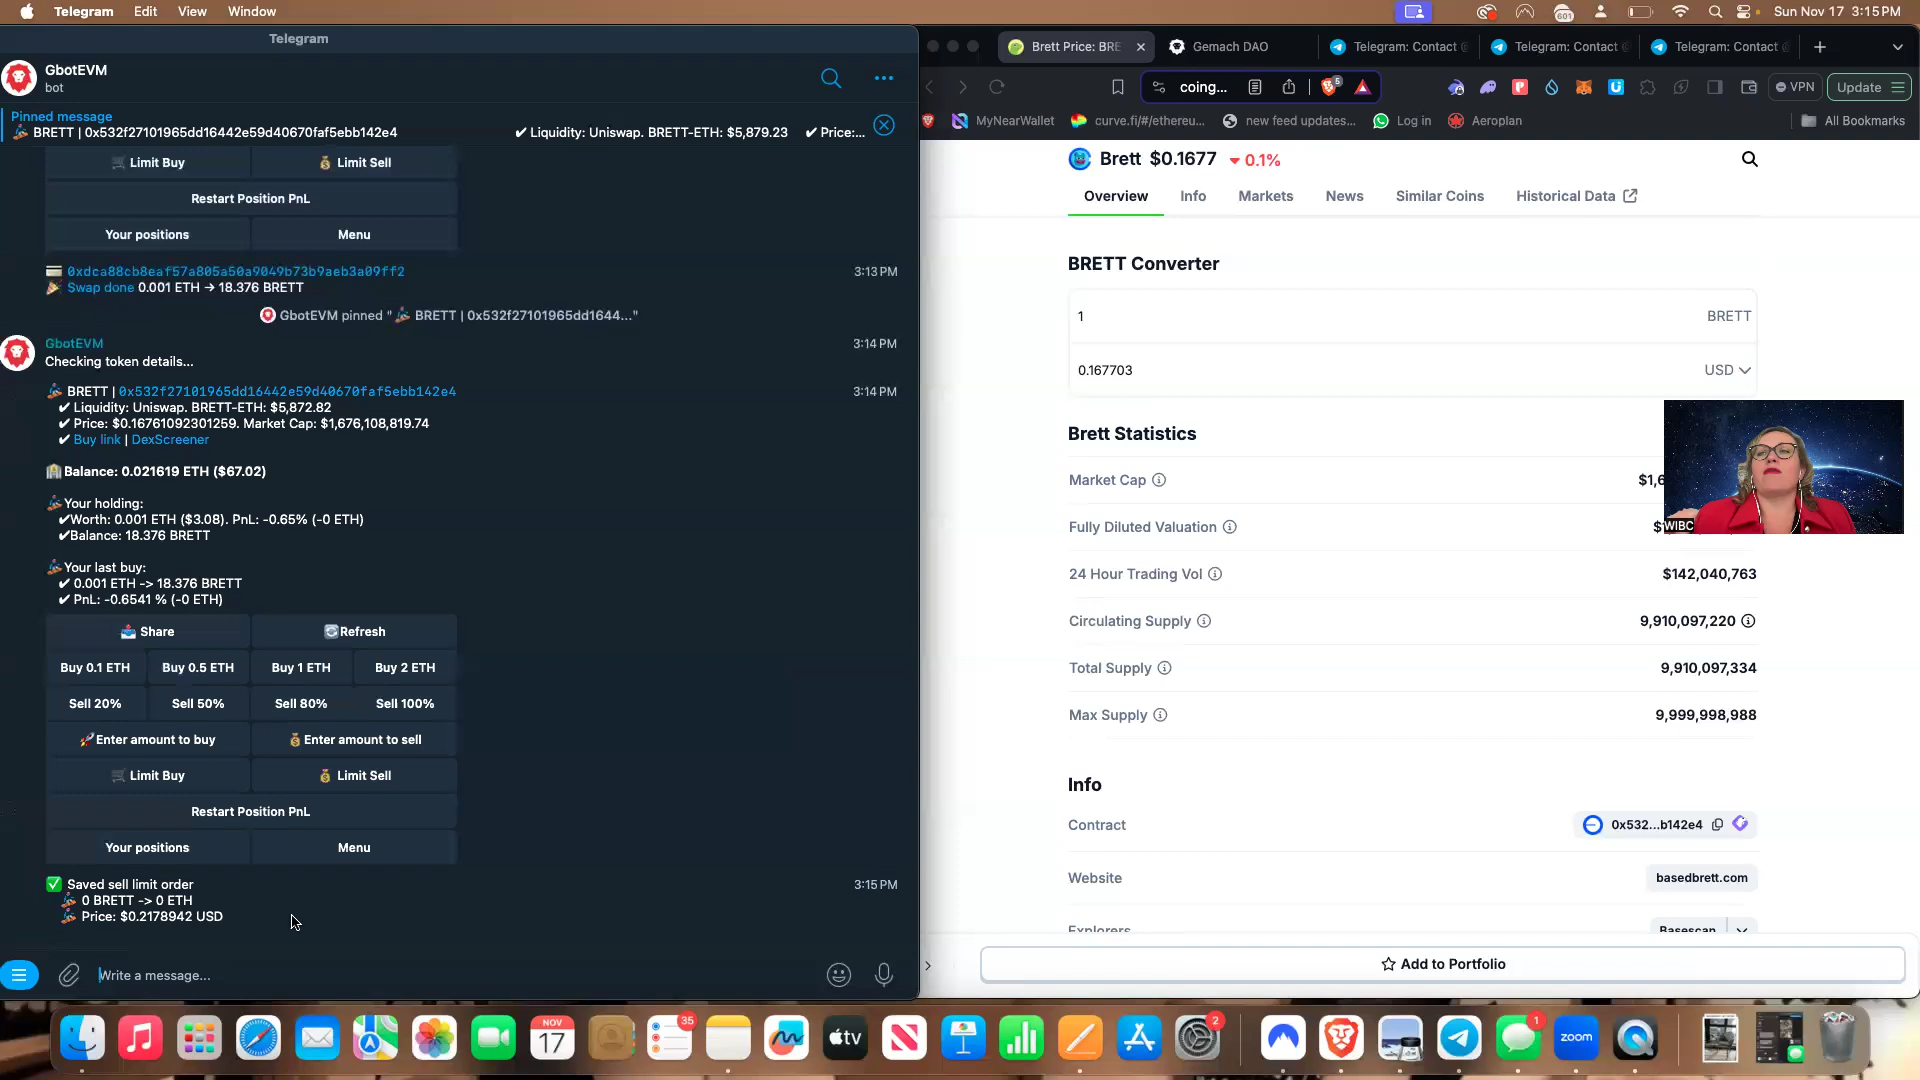 Telegram Edit View Window
601
Sun Nov 17 3:15 PM
Telegram
GbotEVM
bot
Pinned message
BRETT | 0x532f27101965dd16442e59d40670faf5ebb142e4 ✔ Liquidity: Uniswap. BRETT-ETH: $5,879.23 ✔ Price:...
Limit Buy
Limit Sell
Restart Position PnL
Your positions
Menu
0xdca88cb8eaf57a805a50a9049b73b9aeb3a09ff2
3:13 PM
Swap done 0.001 ETH → 18.376 BRETT
GbotEVM pinned " BRETT | 0x532f27101965dd1644..."
GbotEVM
3:14 PM
Checking token details...
BRETT | 0x532f27101965dd16442e59d40670faf5ebb142e4
3:14 PM
✔ Liquidity: Uniswap. BRETT-ETH: $5,872.82
✔ Price: $0.16761092301259. Market Cap: $1,676,108,819.74
✔ Buy link | DexScreener
Balance: 0.021619 ETH ($67.02)
Your holding:
✔Worth: 0.001 ETH ($3.08). PnL: -0.65% (-0 ETH)
✔Balance: 18.376 BRETT
Your last buy:
✔ 0.001 ETH -> 18.376 BRETT
✔ PnL: -0.6541 % (-0 ETH)
Share
Refresh
Buy 0.1 ETH
Buy 0.5 ETH
Buy 1 ETH
Buy 2 ETH
Sell 20%
Sell 50%
Sell 80%
Sell 100%
Enter amount to buy
Enter amount to sell
Limit Buy
Limit Sell
Restart Position PnL
Your positions
Menu
Saved sell limit order
3:15 PM
0 BRETT -> 0 ETH
Price: $0.2178942 USD
Write a message...
Brett Price: BRE
Gemach DAO
Telegram: Contact @
Telegram: Contact @
Telegram: Contact @
coing...
5
VPN
Update
MyNearWallet
curve.fi/#/ethereu...
new feed updates...
Log in
Aeroplan
All Bookmarks
Brett $0.1677 0.1%
Overview
Info
Markets
News
Similar Coins
Historical Data
BRETT Converter
1
BRETT
0.167703
USD
Brett Statistics
Market Cap
$1,6
Fully Diluted Valuation
24 Hour Trading Vol
$142,040,763
Circulating Supply
9,910,097,220
Total Supply
9,910,097,334
Max Supply
9,999,998,988
WIBC
Info
Contract
0x532...b142e4
Website
basedbrett.com
Explorers
Basescan
Add to Portfolio
NOV
17
35
tv
2
1
zoom